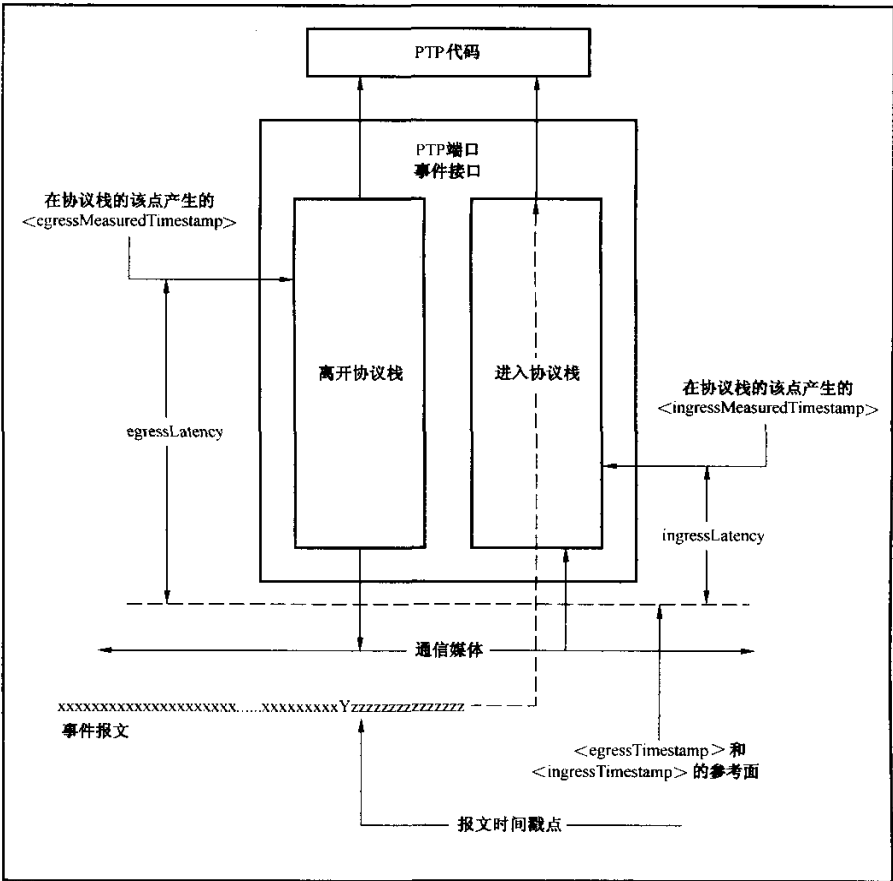 PTP代码
PTP端口
事件接口
在协议栈的该点产生的
<egressMeasuredTimestamp>
离开协议栈
进入协议栈
在协议栈的该点产生的
<ingressMeasuredTimestamp>
egressLatency
ingressLatency
通信媒体
xxxxxxxxxxxxxxxxxxxxx......xxxxxxxxxYzzzzzzzzzzzzzzz
事件报文
<egressTimestamp> 和
<ingressTimestamp> 的参考面
报文时间戳点